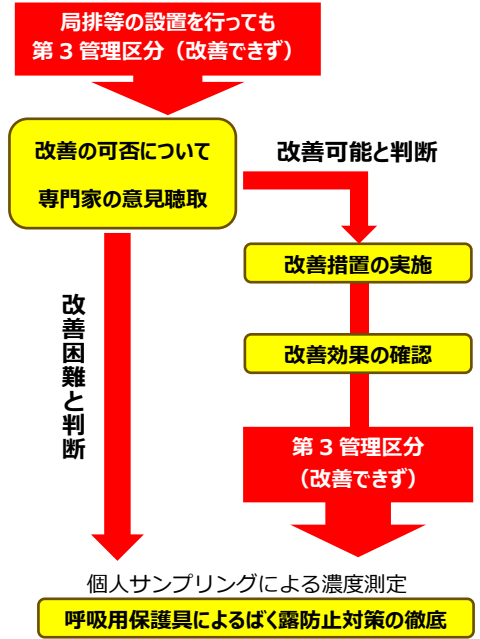 局排等の設置を行っても
第3管理区分（改善できず）
改善の可否について
専門家の意見聴取
改善可能と判断
改善措置の実施
改善効果の確認
改善困難と判断
第3管理区分
（改善できず）
個人サンプリングによる濃度測定
呼吸用保護具によるばく露防止対策の徹底